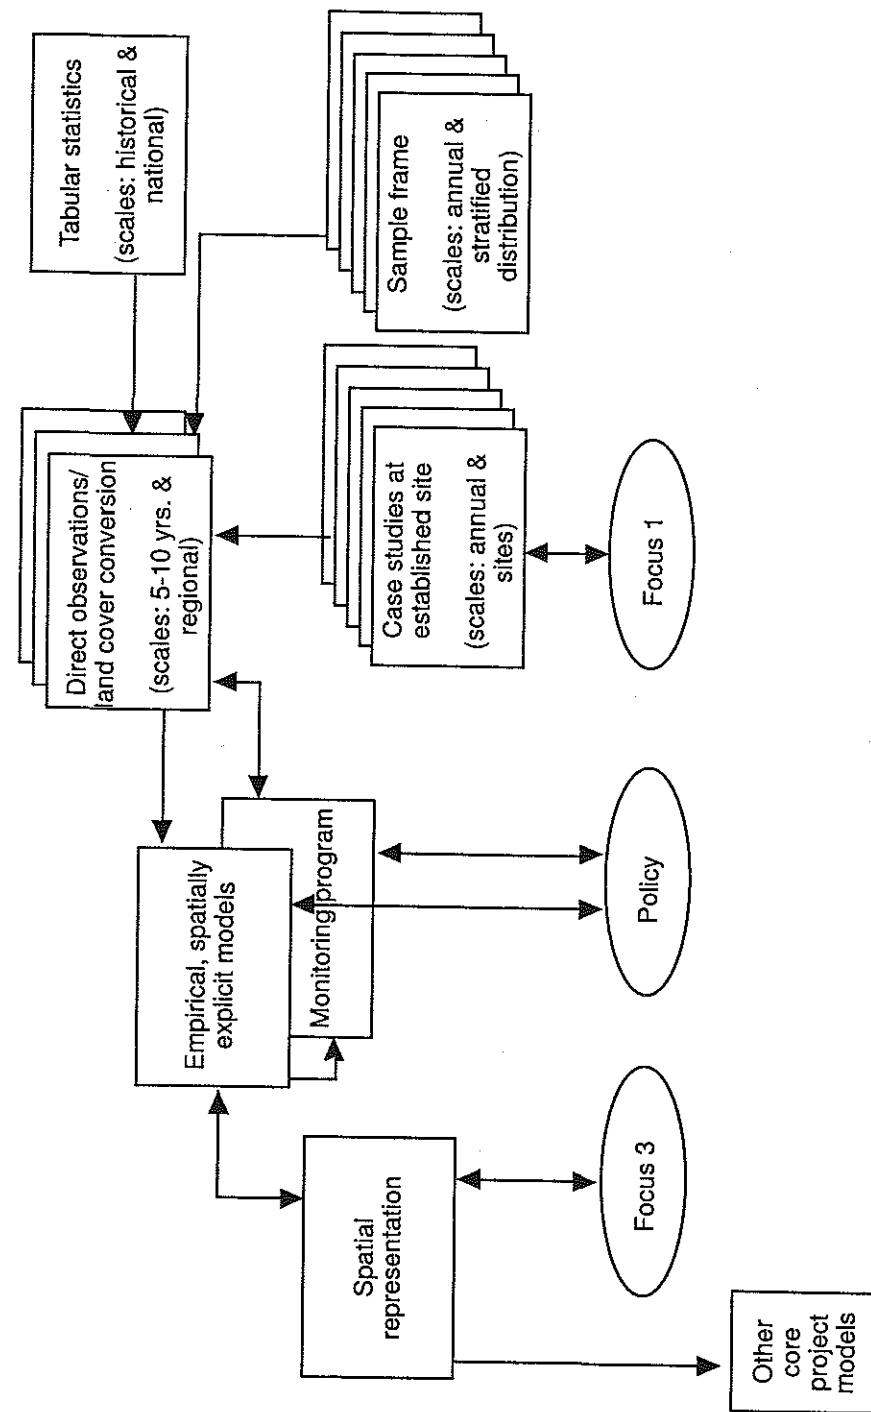 Tabular statistics
(scales: historical &
national)
Sample frame
(scales: annual &
stratified
distribution)
Direct observations/
land cover conversion
(scales: 5-10 yrs. &
regional)
Case studies at
established site
(scales: annual &
sites)
Focus 1
Empirical, spatially
explicit models
Monitoring program
Policy
Spatial
representation
Focus 3
Other
core
project
models